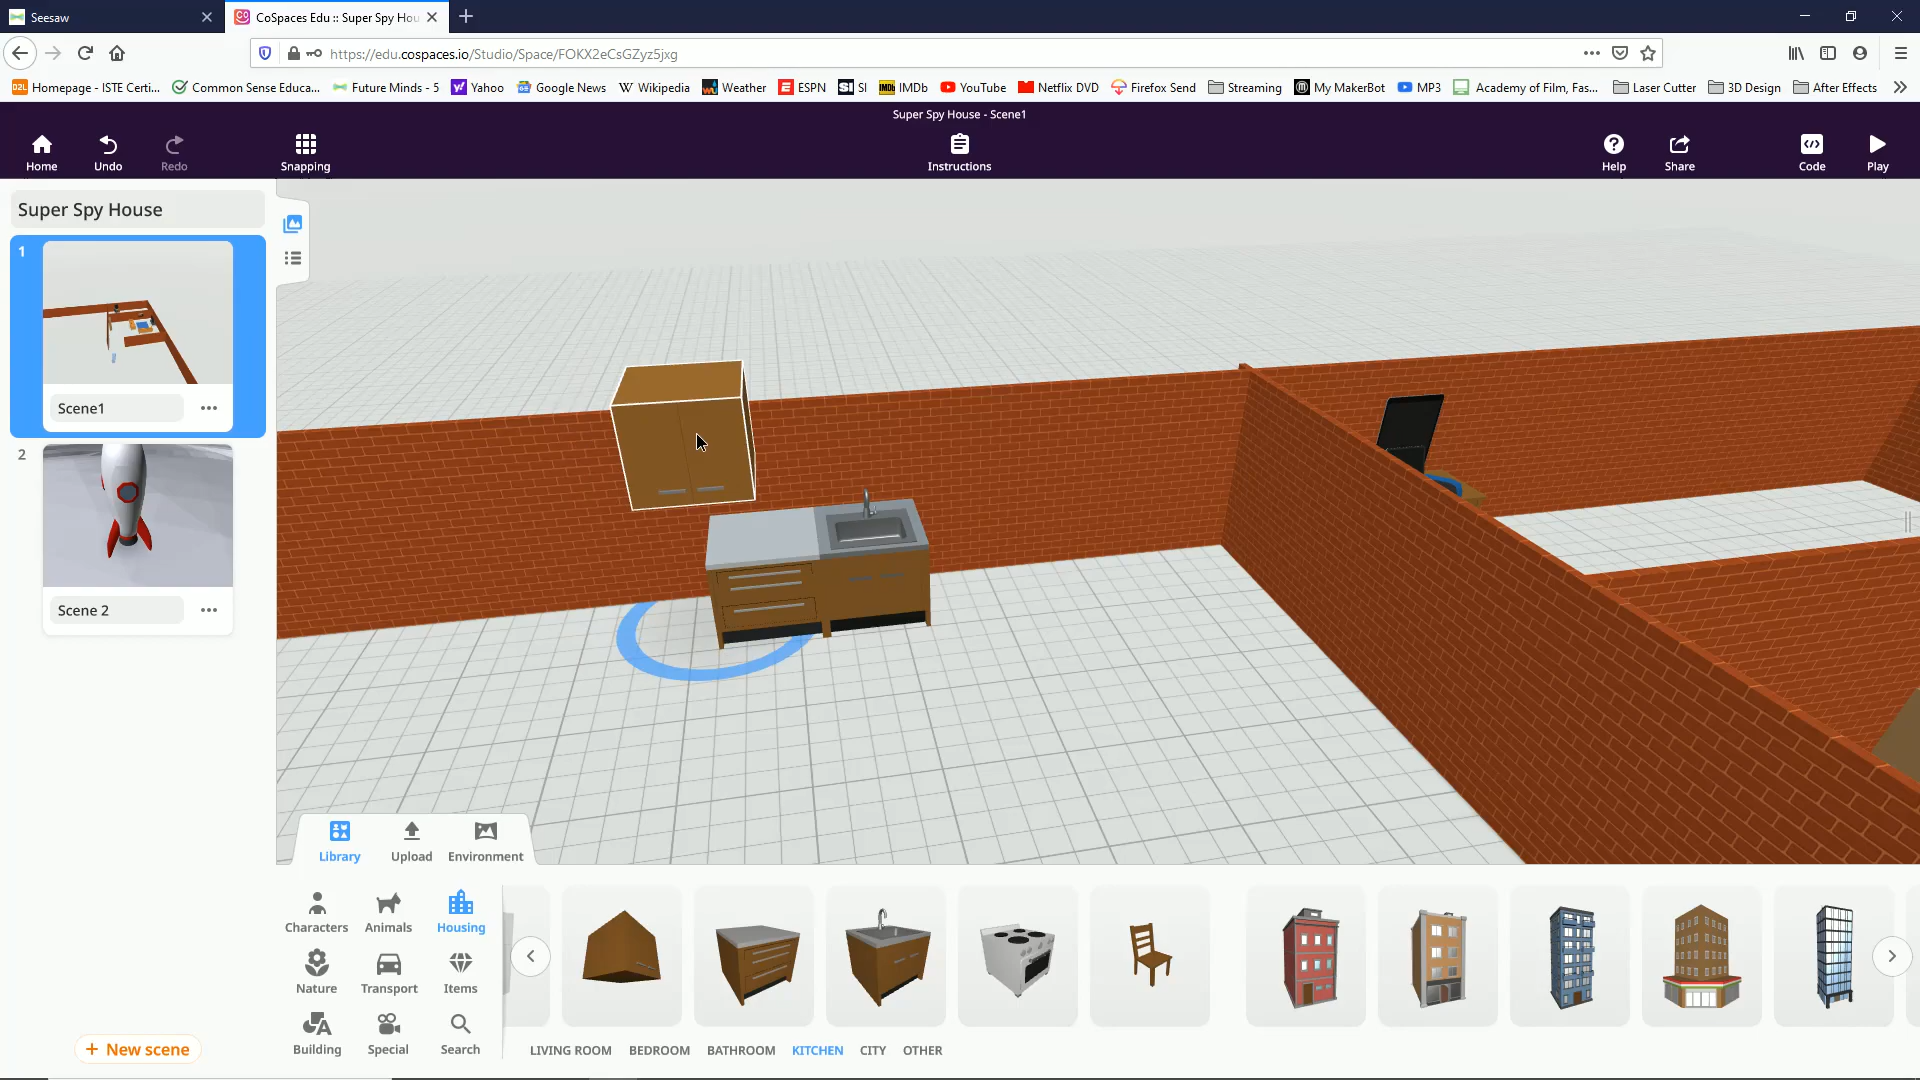 Seesaw
CoSpaces Edu :: Super Spy Hou
https://edu.cospaces.io/Studio/Space/FOKX2eCsGZyz5jxg
Homepage - ISTE Certi... Common Sense Educa... Future Minds - 5 Yahoo Google News Wikipedia Weather ESPN SI IMDb YouTube Netflix DVD Firefox Send Streaming My MakerBot MP3 Academy of Film, Fas... Laser Cutter 3D Design After Effects
Super Spy House - Scene1
Home Undo Redo Snapping Instructions Help Share Code Play
Super Spy House
1
Scene1
2
Scene 2
+ New scene
Library Upload Environment
Characters Animals Housing
Nature Transport Items
Building Special Search
LIVING ROOM BEDROOM BATHROOM KITCHEN CITY OTHER